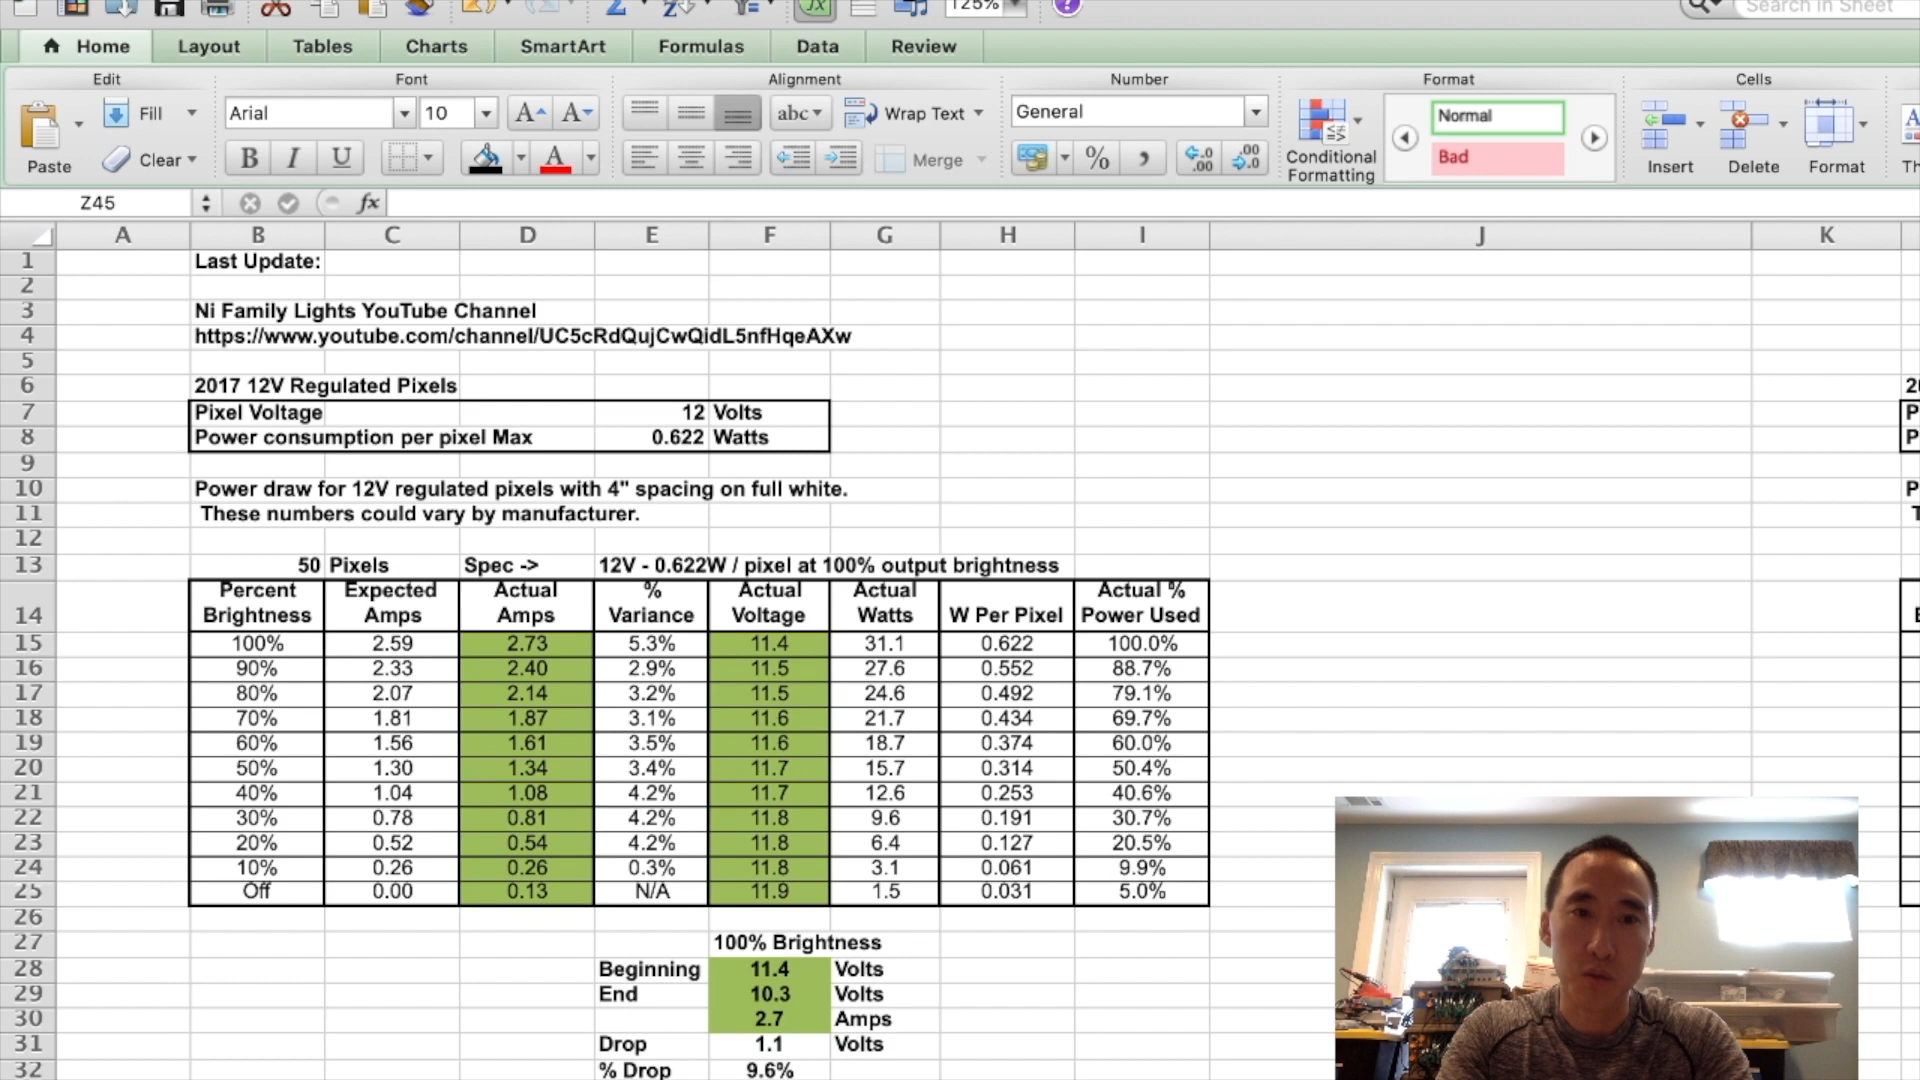 125%
Search in Sheet
Home Layout Tables Charts SmartArt Formulas Data Review
Edit Font Alignment Number Format Cells
Fill Arial 10 A A abc Wrap Text General Normal
Paste Clear B I U A Merge % , .0 .00 .00 .0 Conditional Formatting Bad Insert Delete Format
Z45 fx
A B C D E F G H I J K
1 Last Update:
2
3 Ni Family Lights YouTube Channel
4 https://www.youtube.com/channel/UC5cRdQujCwQidL5nfHqeAXw
5
6 2017 12V Regulated Pixels
7 Pixel Voltage 12 Volts
8 Power consumption per pixel Max 0.622 Watts
9
10 Power draw for 12V regulated pixels with 4" spacing on full white.
11 These numbers could vary by manufacturer.
12
13 50 Pixels Spec -> 12V - 0.622W / pixel at 100% output brightness
14 Percent Brightness Expected Amps Actual Amps % Variance Actual Voltage Actual Watts W Per Pixel Actual % Power Used
15 100% 2.59 2.73 5.3% 11.4 31.1 0.622 100.0%
16 90% 2.33 2.40 2.9% 11.5 27.6 0.552 88.7%
17 80% 2.07 2.14 3.2% 11.5 24.6 0.492 79.1%
18 70% 1.81 1.87 3.1% 11.6 21.7 0.434 69.7%
19 60% 1.56 1.61 3.5% 11.6 18.7 0.374 60.0%
20 50% 1.30 1.34 3.4% 11.7 15.7 0.314 50.4%
21 40% 1.04 1.08 4.2% 11.7 12.6 0.253 40.6%
22 30% 0.78 0.81 4.2% 11.8 9.6 0.191 30.7%
23 20% 0.52 0.54 4.2% 11.8 6.4 0.127 20.5%
24 10% 0.26 0.26 0.3% 11.8 3.1 0.061 9.9%
25 Off 0.00 0.13 N/A 11.9 1.5 0.031 5.0%
26
27 100% Brightness
28 Beginning 11.4 Volts
29 End 10.3 Volts
30 2.7 Amps
31 Drop 1.1 Volts
32 % Drop 9.6%